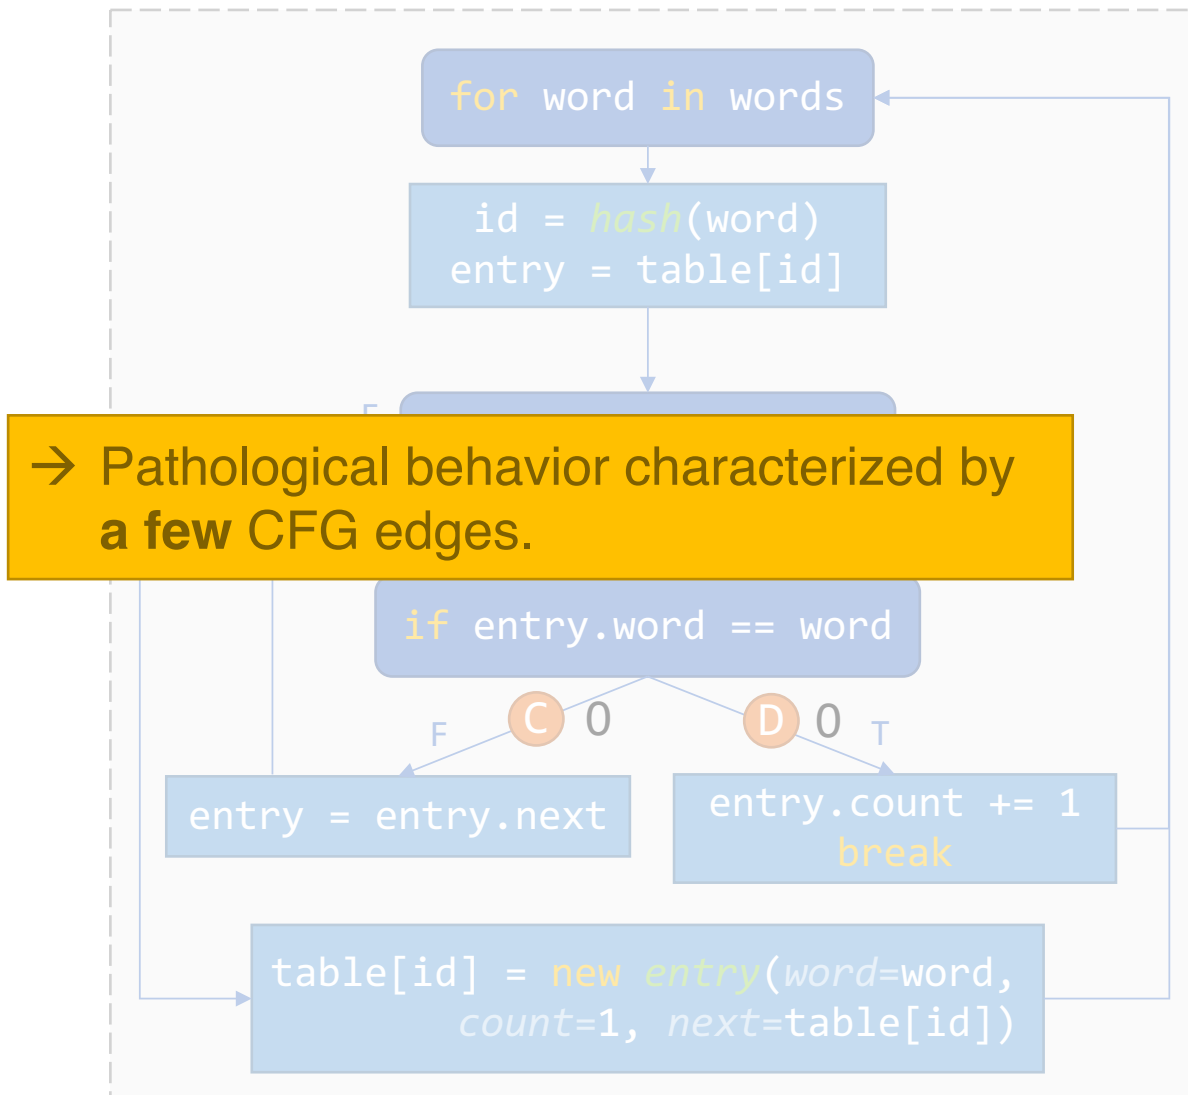 for word in words
id = hash(word)
entry = table[id]
→ Pathological behavior characterized by
a few CFG edges.
if entry.word == word
F C 0 D 0 T
entry = entry.next
entry.count += 1
break
table[id] = new entry(word=word,
count=1, next=table[id])